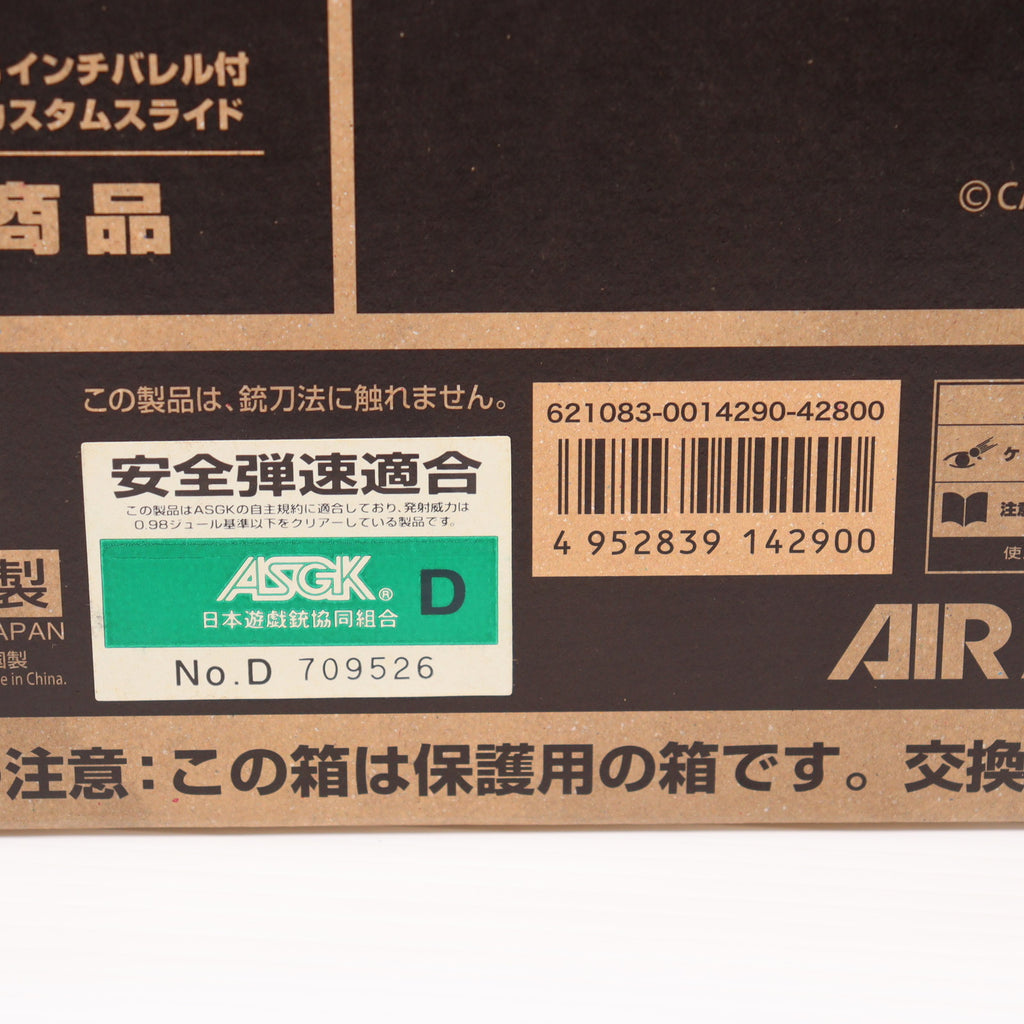 インチバレル付
カスタムスライド
商品
©CA
この製品は、銃刀法に触れません。
安全弾速適合
この製品はASGKの自主規約に適合しており、発射威力は
0.98ジュール基準以下をクリアーしている製品です。
ASGK® D
日本遊戯銃協同組合
No.D 709526
621083-0014290-42800
4 952839 142900
製
APAN
国製
e in China.
ケ
注意
使
AIR
注意：この箱は保護用の箱です。交換